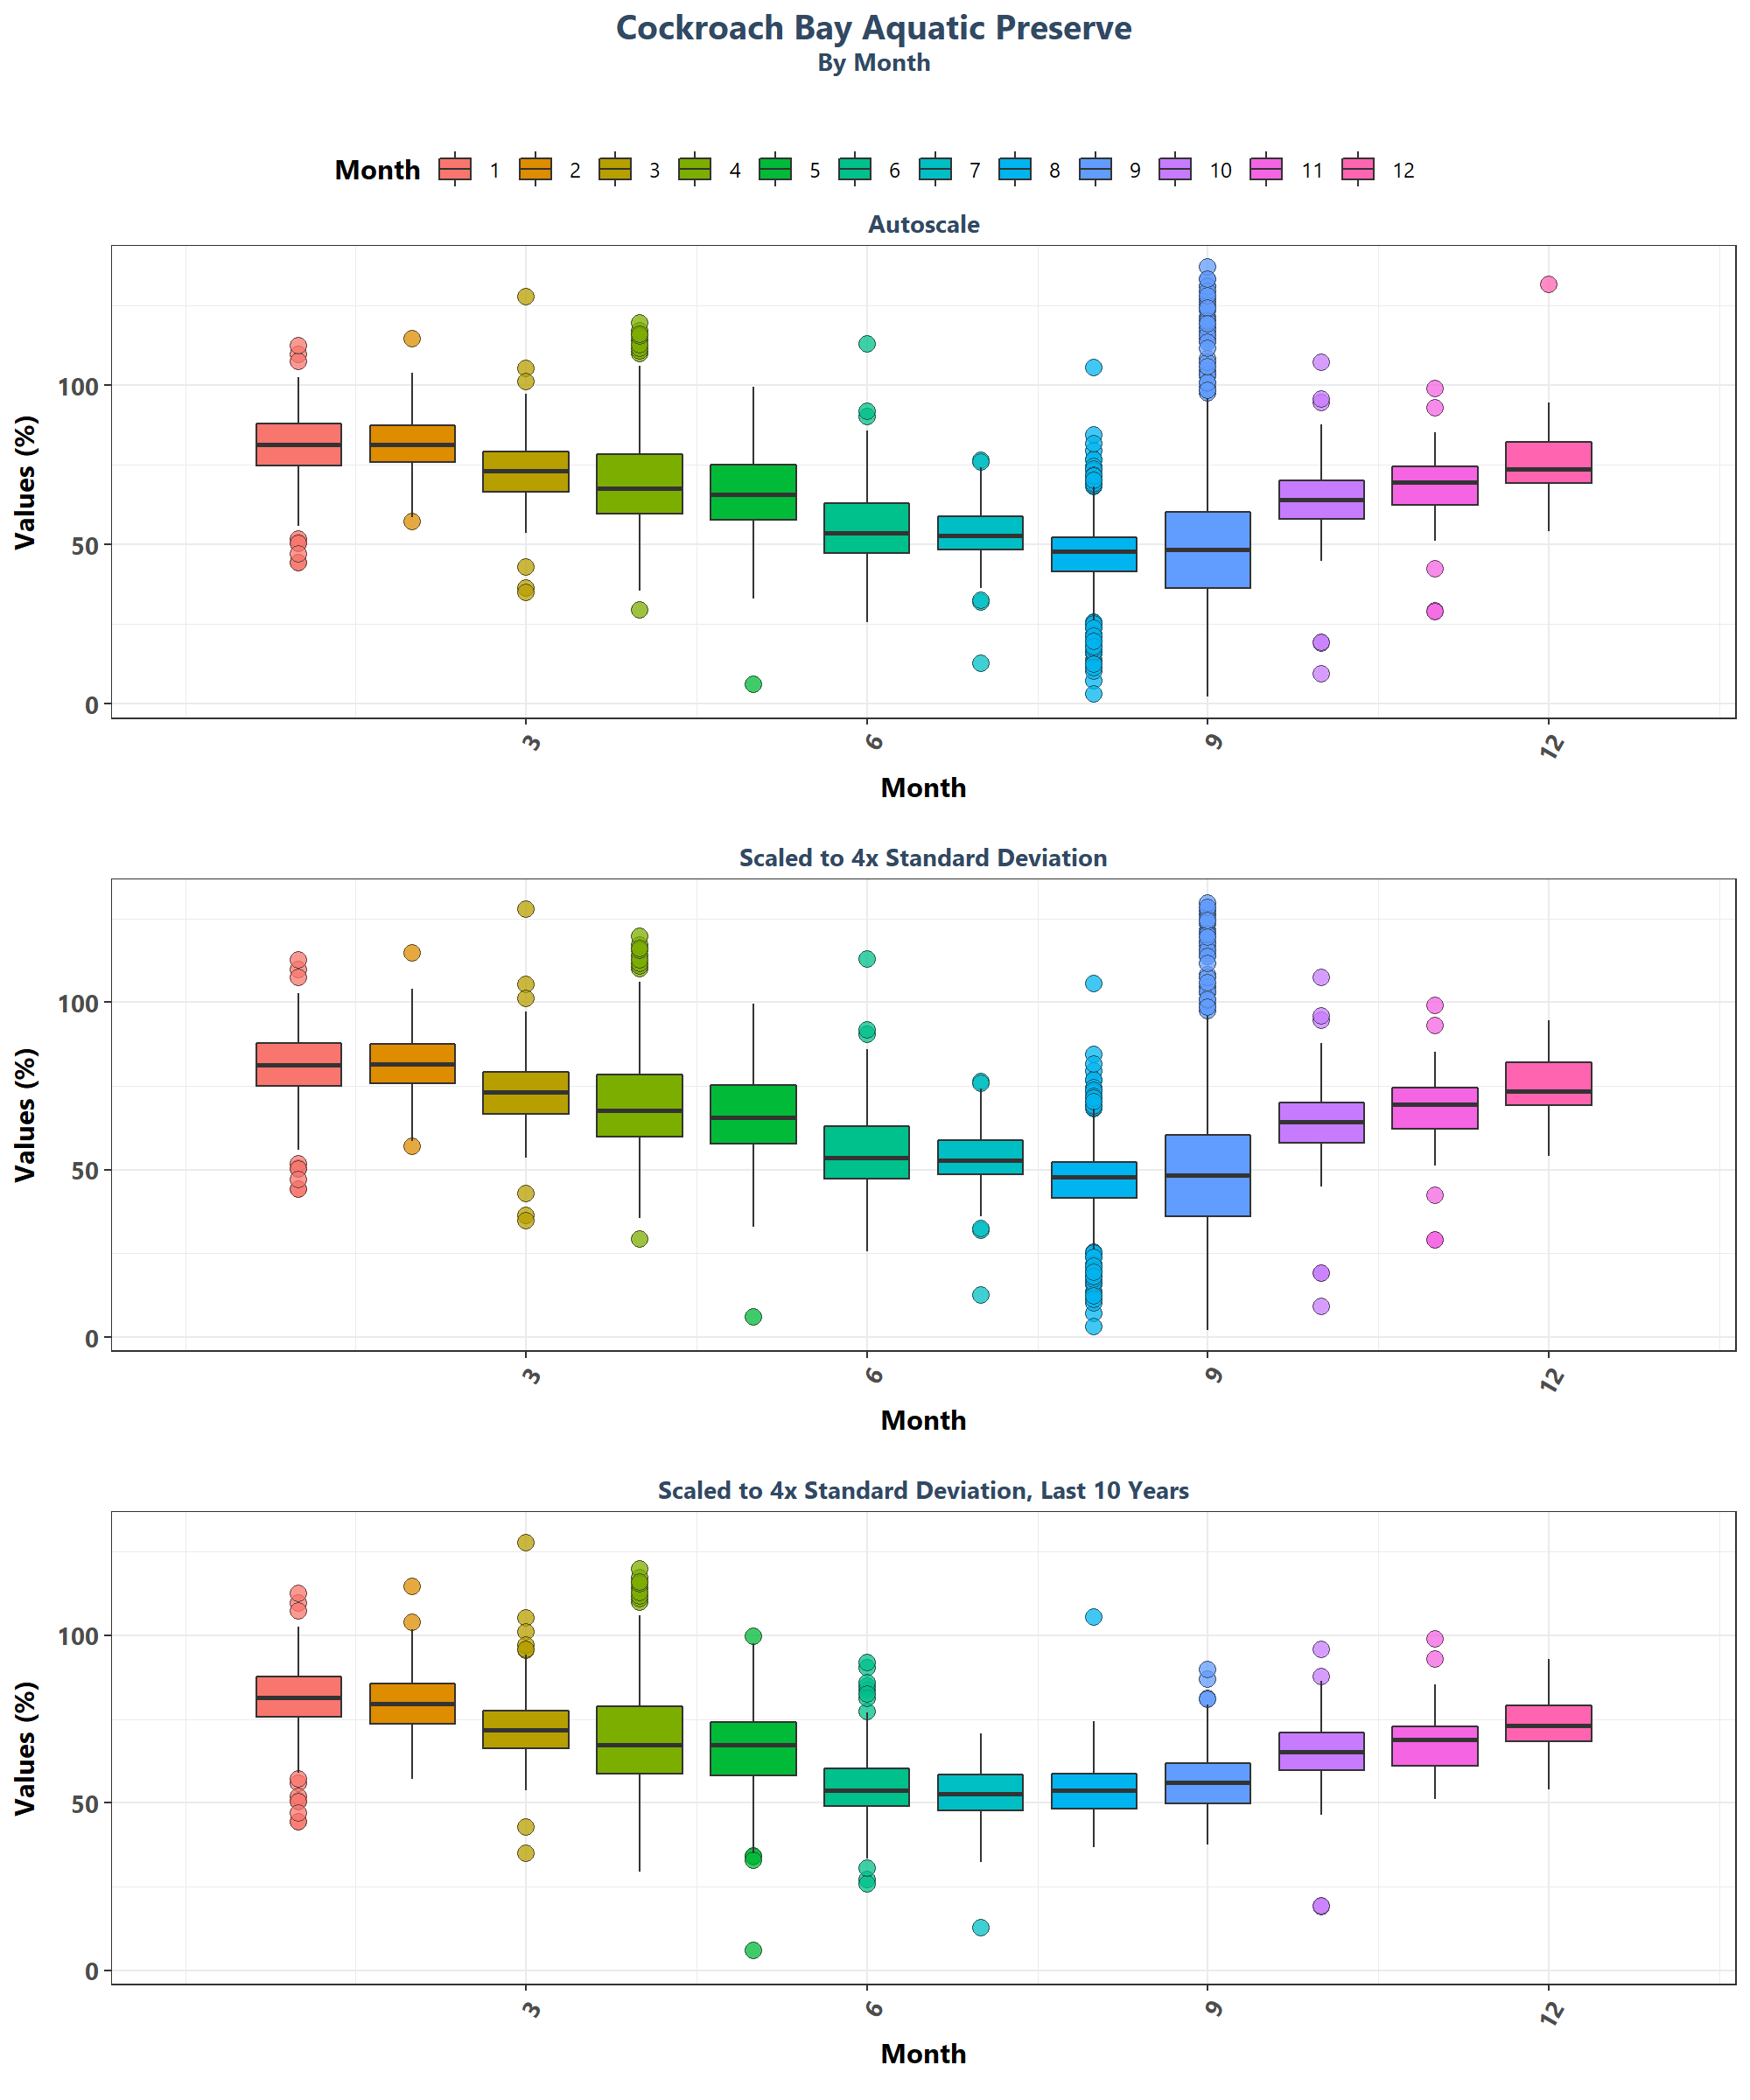 Cockroach Bay Aquatic Preserve
By Month
Month 1 2 3 4 5 6 7 8 9 10 11 12
Autoscale
Values (%)
100
50
0
3 6 9 12
Month
Scaled to 4x Standard Deviation
Values (%)
100
50
0
3 6 9 12
Month
Scaled to 4x Standard Deviation, Last 10 Years
Values (%)
100
50
0
3 6 9 12
Month